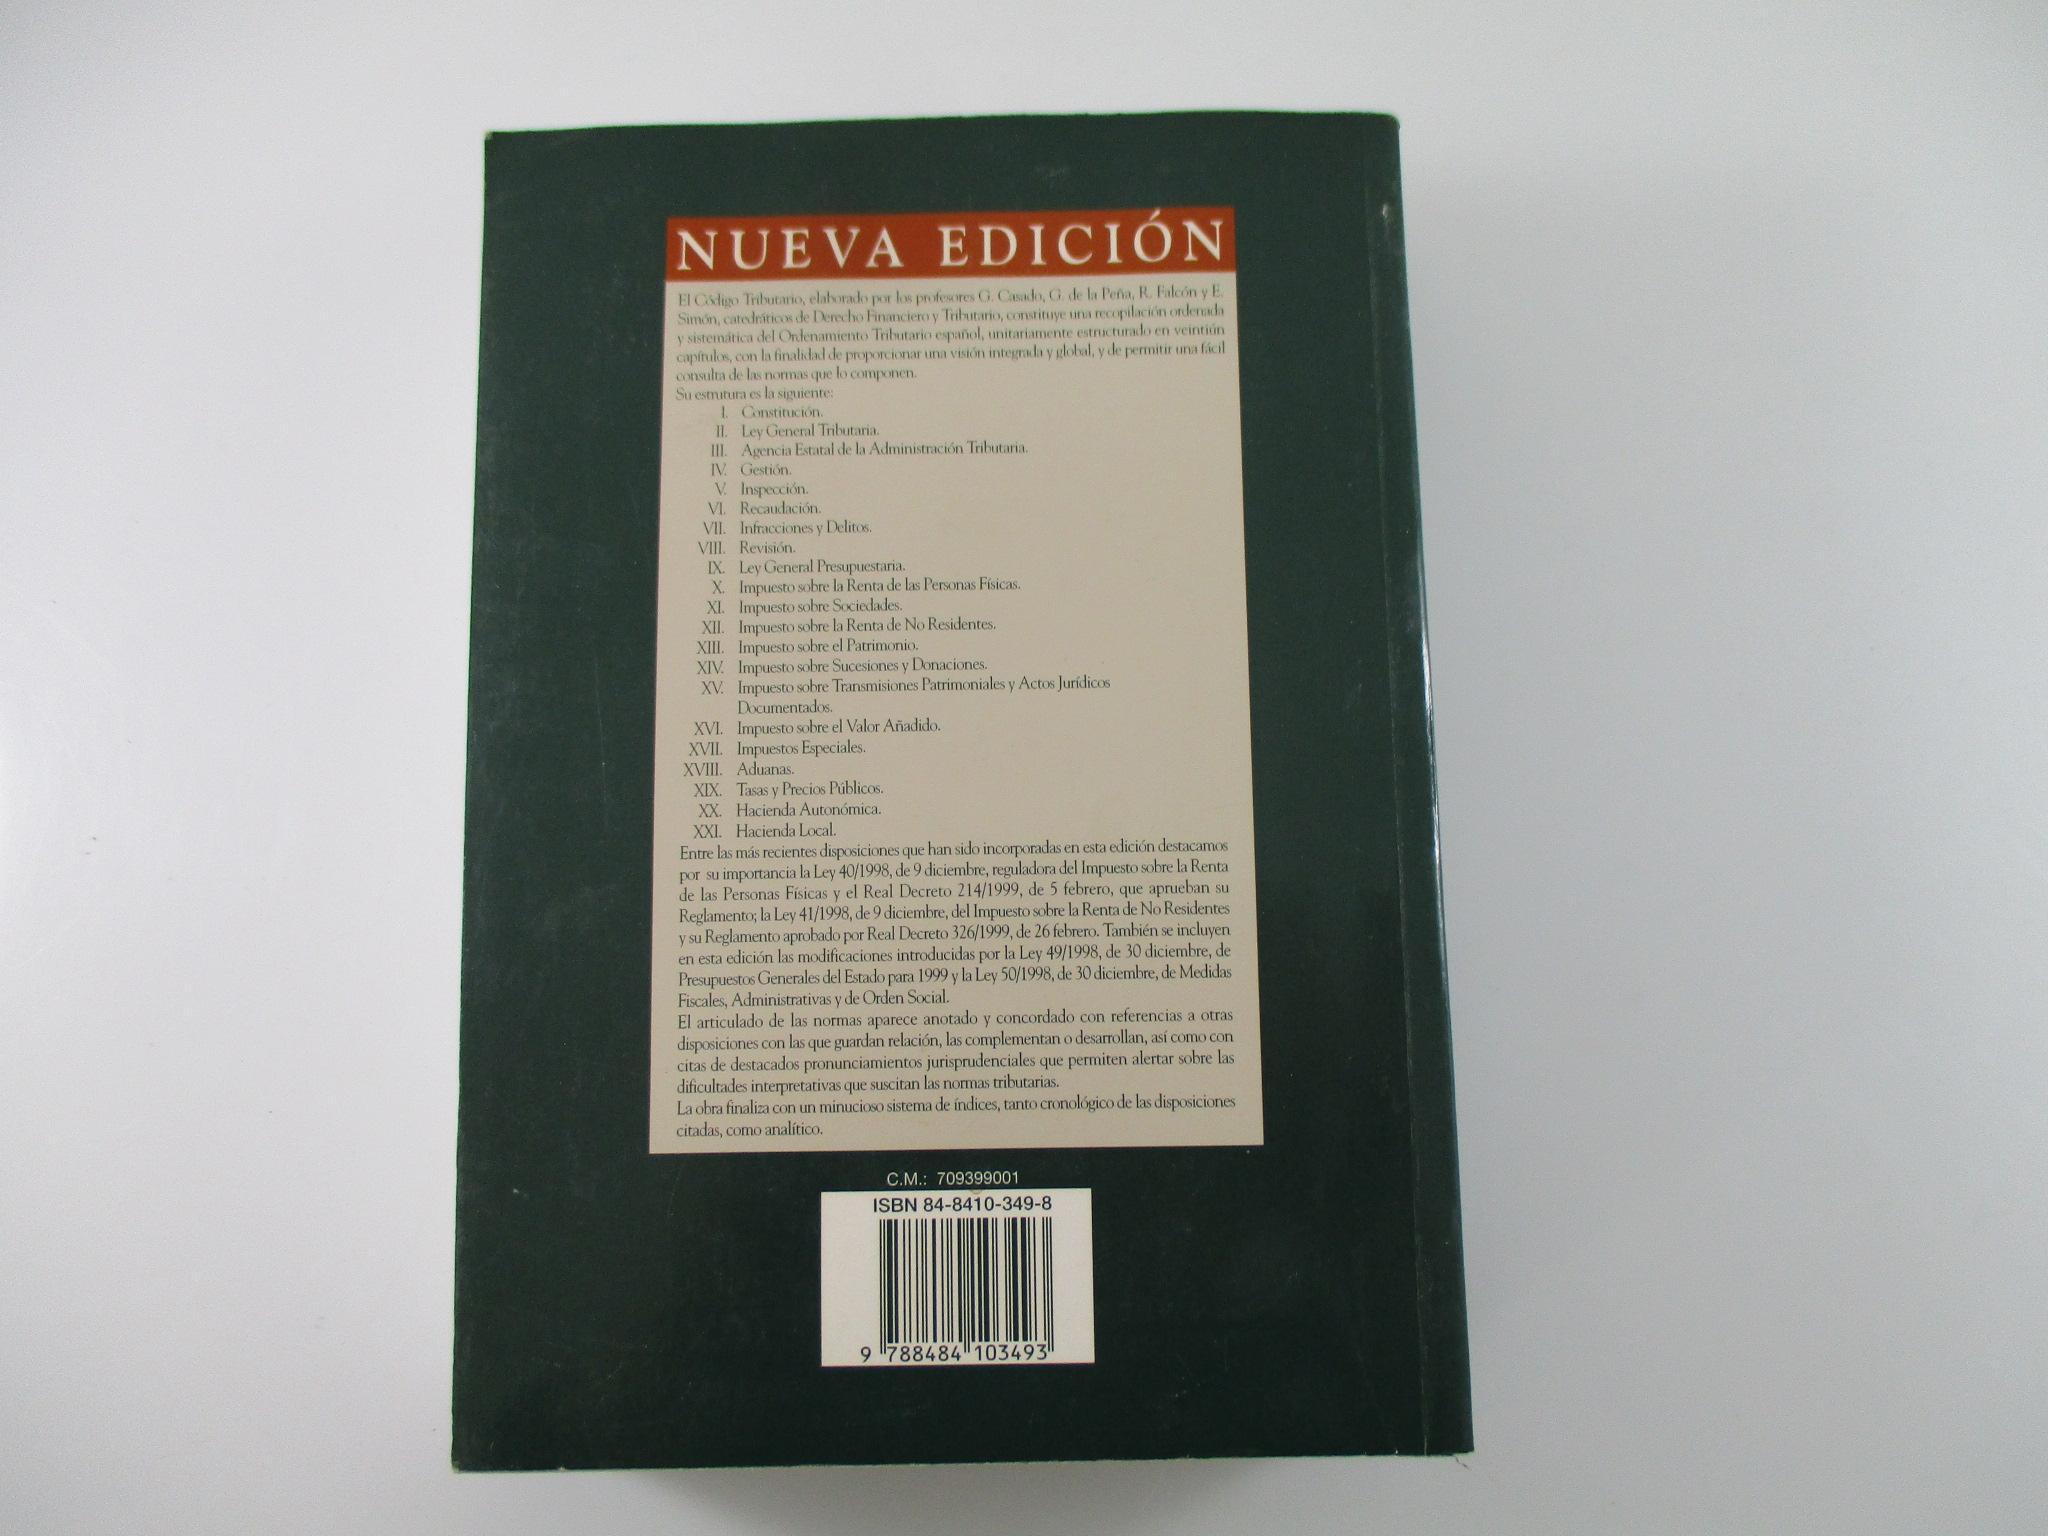 NUEVA EDICIÓN
El Código Tributario, elaborado por los profesores G. Casado, G. de la Peña, R. Falcón y E.
Simón, catedráticos de Derecho Financiero y Tributario, constituye una recopilación ordenada
y sistemática del Ordenamiento Tributario español, unitariamente estructurado en veintiún
capítulos, con la finalidad de proporcionar una visión integrada y global, y de permitir una fácil
consulta de las normas que lo componen.
Su estrutura es la siguiente:
I. Constitución.
II. Ley General Tributaria.
III. Agencia Estatal de la Administración Tributaria.
IV. Gestión.
V. Inspección.
VI. Recaudación.
VII. Infracciones y Delitos.
VIII. Revisión.
IX. Ley General Presupuestaria.
X. Impuesto sobre la Renta de las Personas Físicas.
XI. Impuesto sobre Sociedades.
XII. Impuesto sobre la Renta de No Residentes.
XIII. Impuesto sobre el Patrimonio.
XIV. Impuesto sobre Sucesiones y Donaciones.
XV. Impuesto sobre Transmisiones Patrimoniales y Actos Jurídicos
Documentados.
XVI. Impuesto sobre el Valor Añadido.
XVII. Impuestos Especiales.
XVIII. Aduanas.
XIX. Tasas y Precios Públicos.
XX. Hacienda Autonómica.
XXI. Hacienda Local.
Entre las más recientes disposiciones que han sido incorporadas en esta edición destacamos
por su importancia la Ley 40/1998, de 9 diciembre, reguladora del Impuesto sobre la Renta
de las Personas Físicas y el Real Decreto 214/1999, de 5 febrero, que aprueban su
Reglamento; la Ley 41/1998, de 9 diciembre, del Impuesto sobre la Renta de No Residentes
y su Reglamento aprobado por Real Decreto 326/1999, de 26 febrero. También se incluyen
en esta edición las modificaciones introducidas por la Ley 49/1998, de 30 diciembre, de
Presupuestos Generales del Estado para 1999 y la Ley 50/1998, de 30 diciembre, de Medidas
Fiscales, Administrativas y de Orden Social.
El articulado de las normas aparece anotado y concordado con referencias a otras
disposiciones con las que guardan relación, las complementan o desarrollan, así como con
citas de destacados pronunciamientos jurisprudenciales que permiten alertar sobre las
dificultades interpretativas que suscitan las normas tributarias.
La obra finaliza con un minucioso sistema de índices, tanto cronológico de las disposiciones
citadas, como analítico.
C.M.: 709399001
ISBN 84-8410-349-8
9 788484 103493